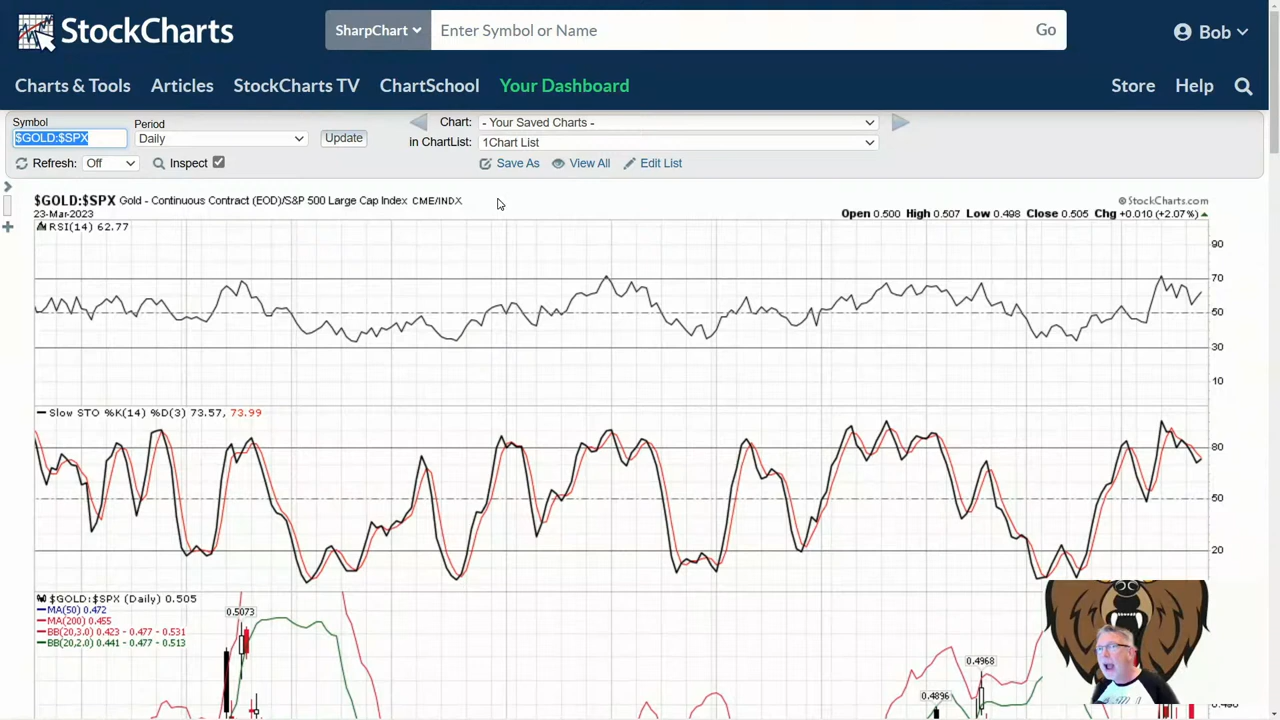 StockCharts
SharpChart
Enter Symbol or Name
Go
Bob
Charts & Tools
Articles
StockCharts TV
ChartSchool
Your Dashboard
Store
Help
Symbol
Period
$GOLD:$SPX
Daily
Update
Chart:
- Your Saved Charts -
in ChartList:
1Chart List
Refresh:
Off
Inspect
Save As
View All
Edit List
$GOLD:$SPX Gold - Continuous Contract (EOD)/S&P 500 Large Cap Index CME/INDX
© StockCharts.com
23-Mar-2023
Open 0.500 High 0.507 Low 0.498 Close 0.505 Chg +0.010 (+2.07%)
RSI(14) 62.77
90
70
50
30
10
Slow STO %K(14) %D(3) 73.57, 73.99
80
50
20
$GOLD:$SPX (Daily) 0.505
MA(50) 0.472
MA(200) 0.455
BB(20,3.0) 0.423 - 0.477 - 0.531
BB(20,2.0) 0.441 - 0.477 - 0.513
0.5073
0.4968
0.4896